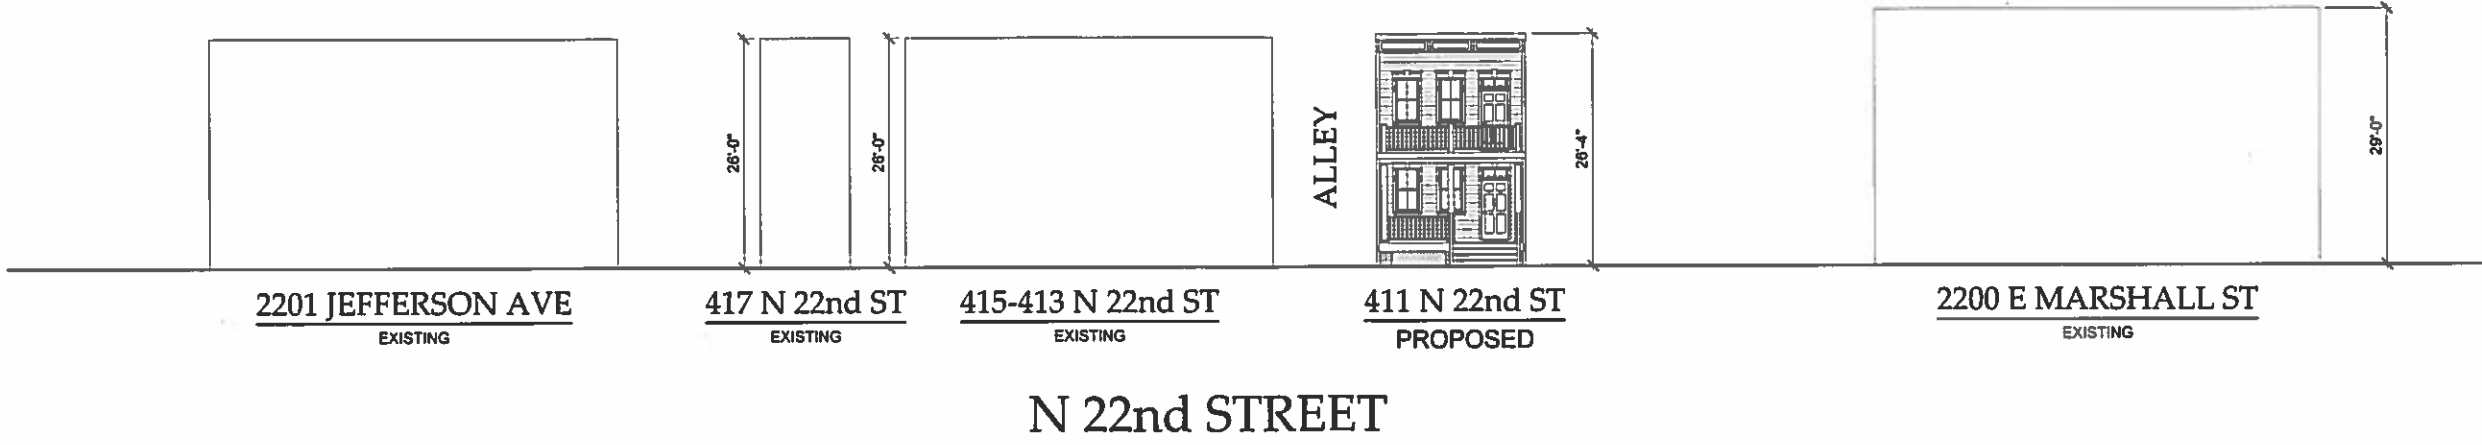 26'-0"
26'-0"
ALLEY
26'-4"
29'-0"
2201 JEFFERSON AVE
EXISTING
417 N 22nd ST
EXISTING
415-413 N 22nd ST
EXISTING
411 N 22nd ST
PROPOSED
2200 E MARSHALL ST
EXISTING
N 22nd STREET